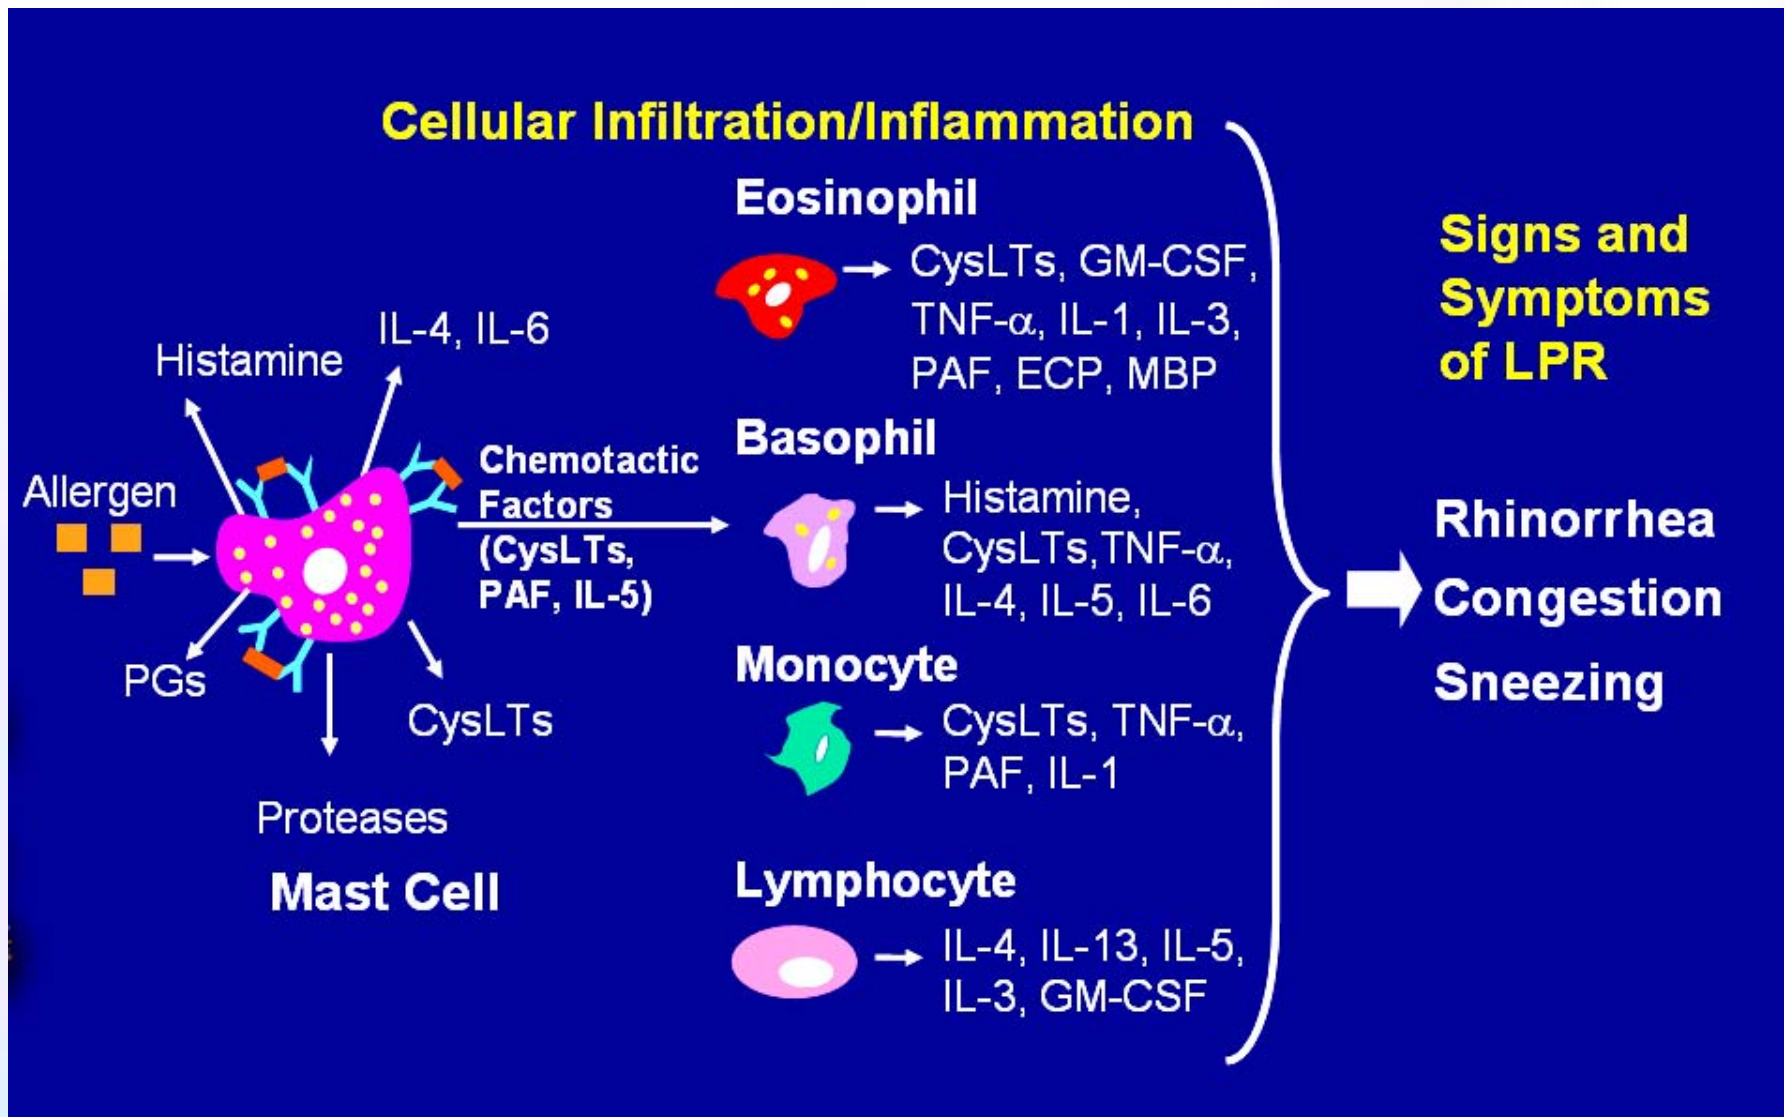 Cellular Infiltration/Inflammation
Histamine
IL-4, IL-6
Allergen
PGs
Proteases
CysLTs
Mast Cell
Chemotactic
Factors
(CysLTs,
PAF, IL-5)
Eosinophil
CysLTs, GM-CSF,
TNF-α, IL-1, IL-3,
PAF, ECP, MBP
Basophil
Histamine,
CysLTs,TNF-α,
IL-4, IL-5, IL-6
Monocyte
CysLTs, TNF-α,
PAF, IL-1
Lymphocyte
IL-4, IL-13, IL-5,
IL-3, GM-CSF
Signs and
Symptoms
of LPR
Rhinorrhea
Congestion
Sneezing